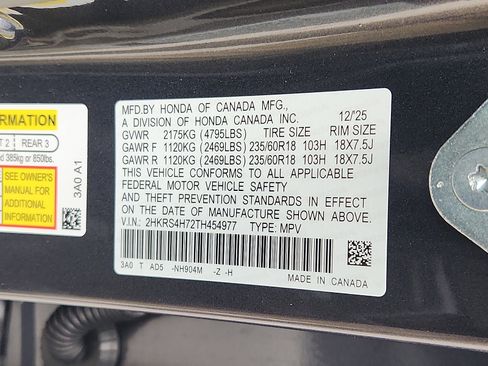 ORMATION
T 2 REAR 3
d 385kg or 850lbs.
SEE OWNER'S
MANUAL FOR
ADDITIONAL
INFORMATION
3A0 A1
MFD.BY HONDA OF CANADA MFG.,
A DIVISION OF HONDA CANADA INC. 12/'25
GVWR 2175KG (4795LBS) TIRE SIZE RIM SIZE
GAWR F 1120KG (2469LBS) 235/60R18 103H 18X7.5J
GAWR R 1120KG (2469LBS) 235/60R18 103H 18X7.5J
THIS VEHICLE CONFORMS TO ALL APPLICABLE
FEDERAL MOTOR VEHICLE SAFETY
AND THEFT PREVENTION STANDARDS IN EFFECT ON
THE DATE OF MANUFACTURE SHOWN ABOVE.
V.I.N.: 2HKRS4H72TH454977 TYPE: MPV
3A0 T AD5 -NH904M -Z -H
MADE IN CANADA